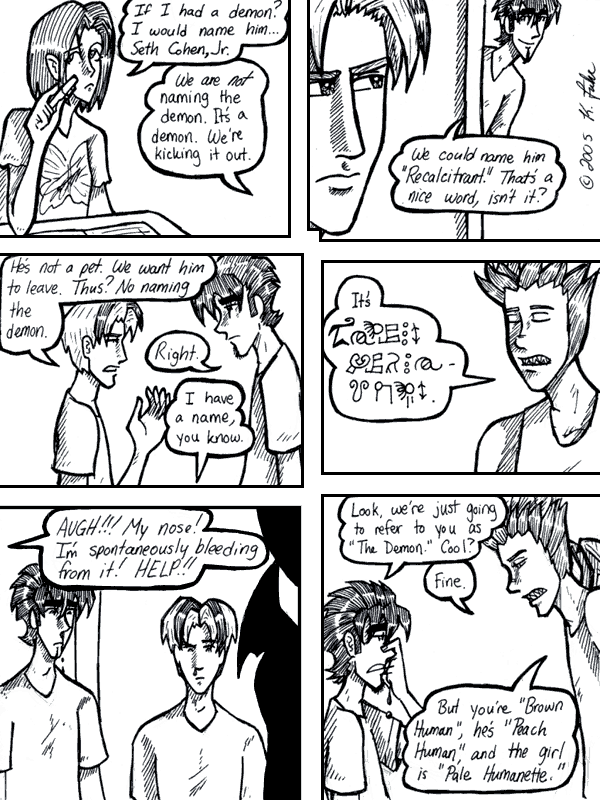 If I had a demon?
I would name him...
Seth Cohen, Jr.
We are not
naming the
demon. It's a
demon. We're
kicking it out.
We could name him
"Recalcitrant." That's a
nice word, isn't it?
© 2005 K.
He's not a pet. We want him
to leave. Thus? No naming
the
demon.
Right.
I have
a name,
you know.
It's
AUGH!!! My nose!
I'm spontaneously bleeding
from it! HELP!!
Look, we're just going
to refer to you as
"The Demon." Cool?
Fine.
But you're "Brown
Human", he's "Peach
Human," and the girl
is "Pale Humanette."